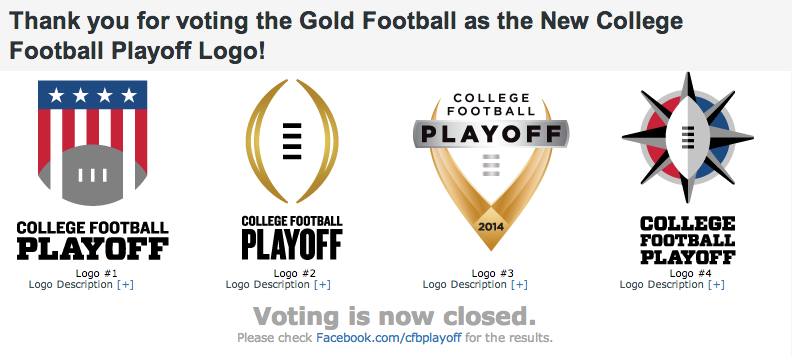 Thank you for voting the Gold Football as the New College
Football Playoff Logo!
COLLEGE FOOTBALL
PLAYOFF
Logo #1
Logo Description [+]
COLLEGE FOOTBALL
PLAYOFF
Logo #2
Logo Description [+]
COLLEGE
FOOTBALL
PLAYOFF
2014
Logo #3
Logo Description [+]
COLLEGE
FOOTBALL
PLAYOFF
Logo #4
Logo Description [+]
Voting is now closed.
Please check Facebook.com/cfbplayoff for the results.